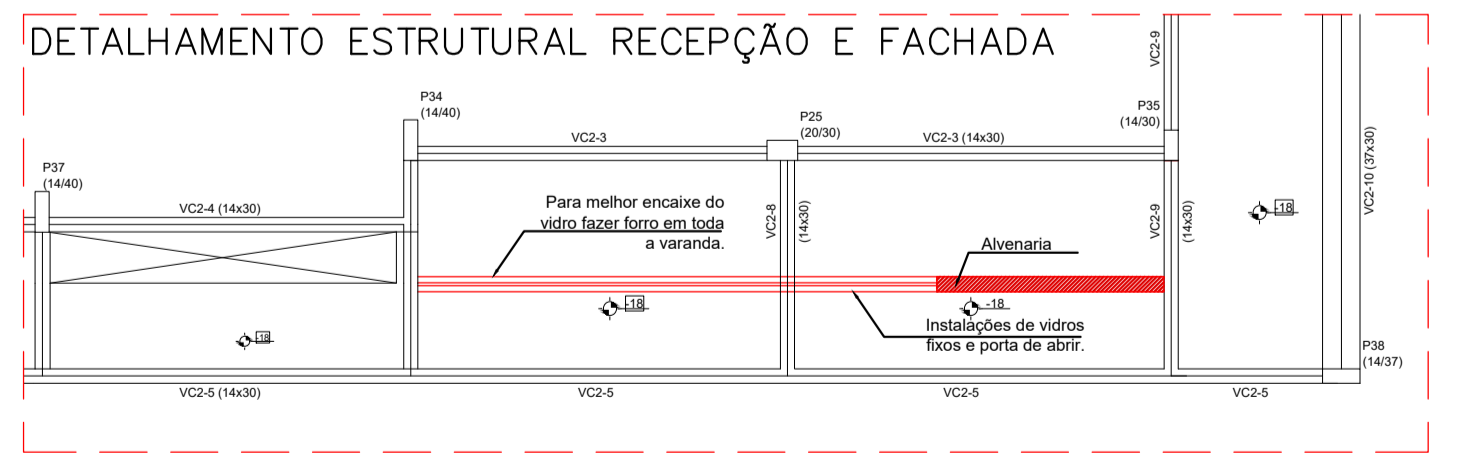 DETALHAMENTO ESTRUTURAL RECEPÇÃO E FACHADA
VC2-9
P34
(14/40)
P25
(20/30)
P35
(14/30)
VC2-3
VC2-3 (14x30)
P37
(14/40)
VC2-4 (14x30)
Para melhor encaixe do
vidro fazer forro em toda
a varanda.
VC2-8
(14x30)
Alvenaria
VC2-9
(14x30)
-18
VC2-10 (37x30)
-18
-18
Instalações de vidros
fixos e porta de abrir.
-18
P38
(14/37)
VC2-5 (14x30)
VC2-5
VC2-5
VC2-5